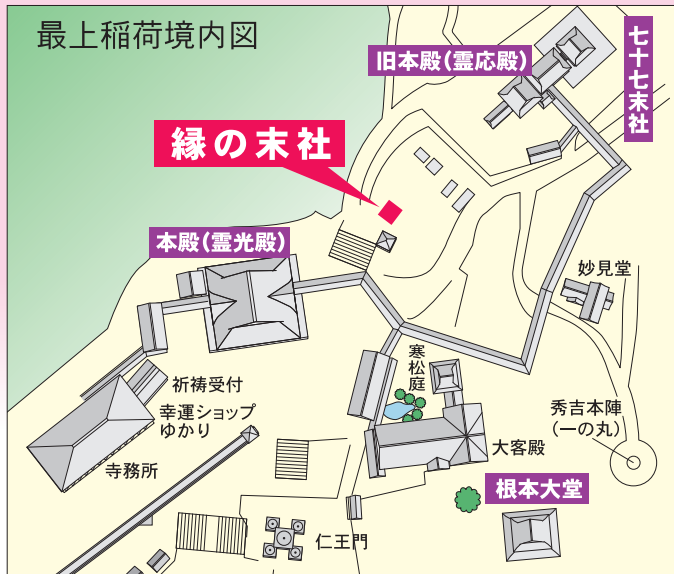 最上稲荷境内図
旧本殿(霊応殿)
七十七末社
縁の末社
本殿(霊光殿)
妙見堂
寒松庭
祈祷受付
幸運ショップ
ゆかり
秀吉本陣
(一の丸)
大客殿
寺務所
根本大堂
仁王門